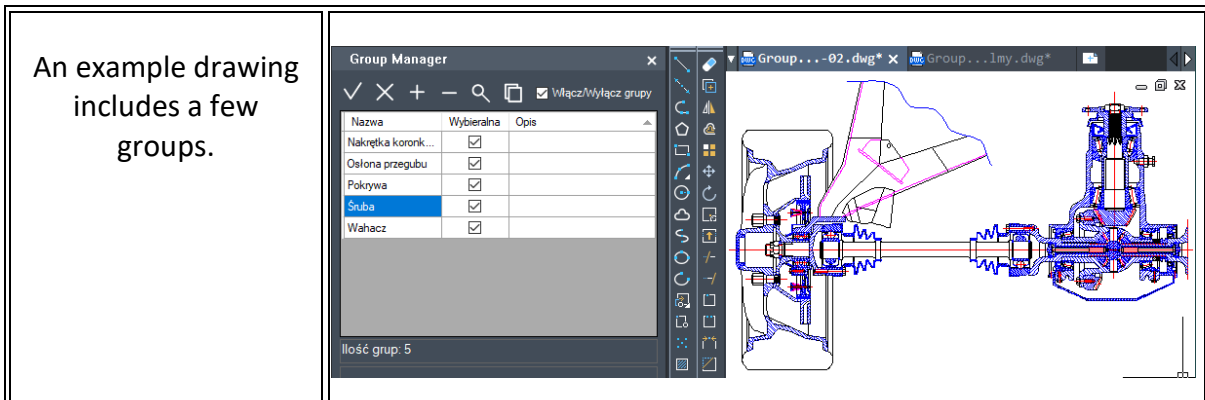 An example drawing
includes a few
groups.
Group Manager
Włącz/Wyłącz grupy
Nazwa Wybieralna Opis
Nakrętka koronk...
Osłona przegubu
Pokrywa
Śruba
Wahacz
Ilość grup: 5
Group...-02.dwg* Group...lmy.dwg*